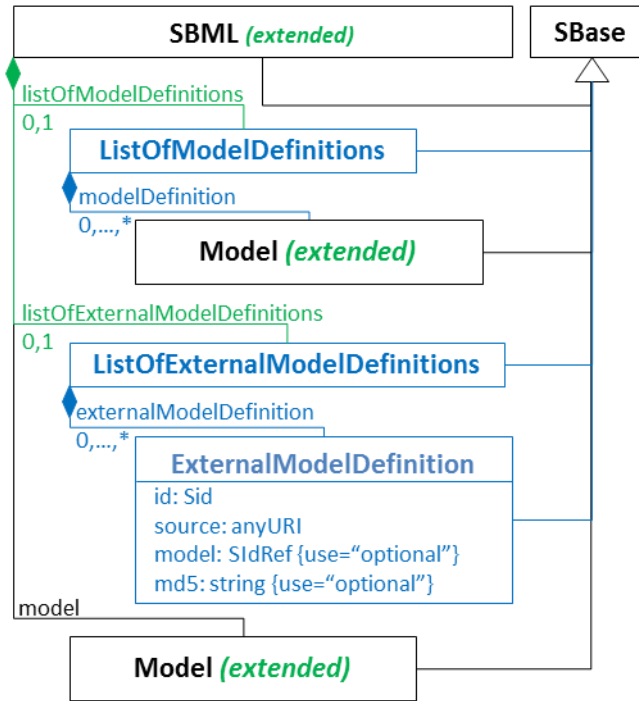 SBML (extended)
SBase
listOfModelDefinitions
0,1
ListOfModelDefinitions
modelDefinition
0,...,*
Model (extended)
listOfExternalModelDefinitions
0,1
ListOfExternalModelDefinitions
externalModelDefinition
0,...,*
ExternalModelDefinition
id: Sid
source: anyURI
model: SIdRef {use=“optional”}
md5: string {use=“optional”}
model
Model (extended)